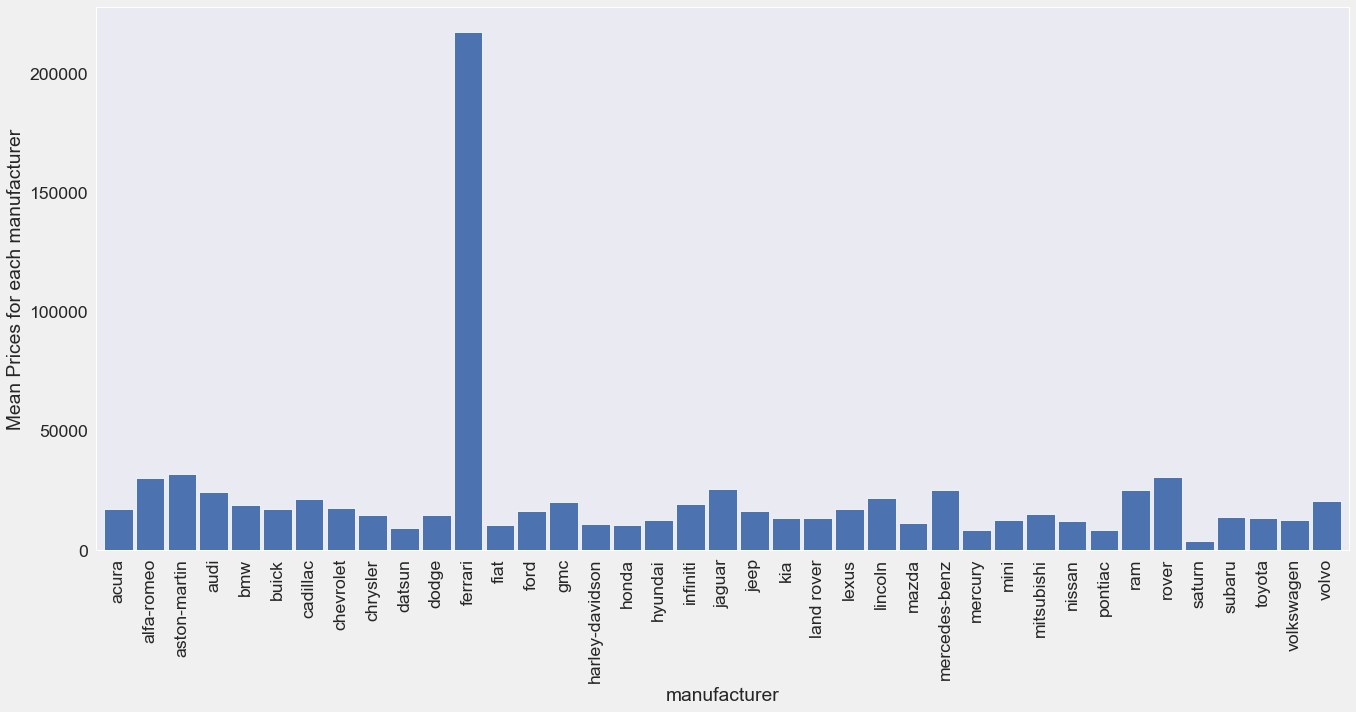 Mean Prices for each manufacturer
200000
150000
100000
50000
0
acura
alfa-romeo
aston-martin
audi
bmw
buick
cadillac
chevrolet
chrysler
datsun
dodge
ferrari
fiat
ford
gmc
harley-davidson
honda
hyundai
infiniti
jaguar
jeep
kia
land rover
lexus
lincoln
mazda
mercedes-benz
mercury
mini
mitsubishi
nissan
pontiac
ram
rover
saturn
subaru
toyota
volkswagen
volvo
manufacturer